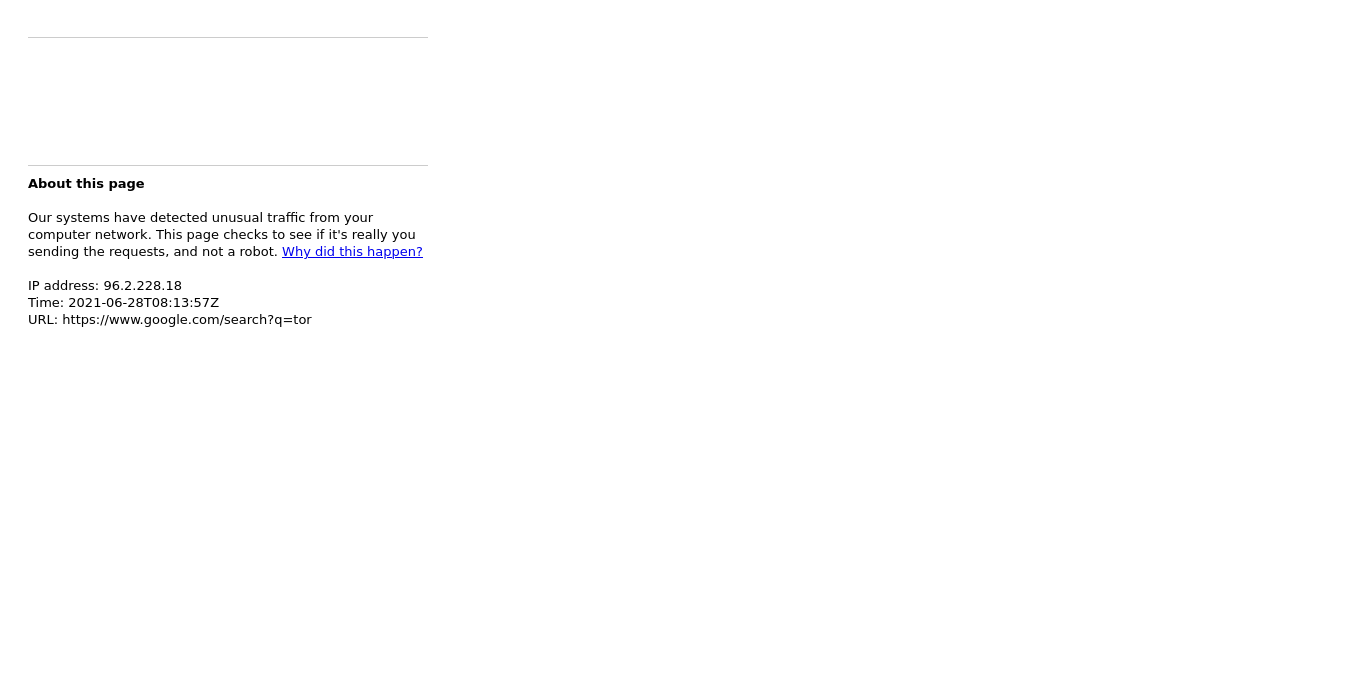 About this page
Our systems have detected unusual traffic from your
computer network. This page checks to see if it's really you
sending the requests, and not a robot. Why did this happen?
IP address: 96.2.228.18
Time: 2021-06-28T08:13:57Z
URL: https://www.google.com/search?q=tor